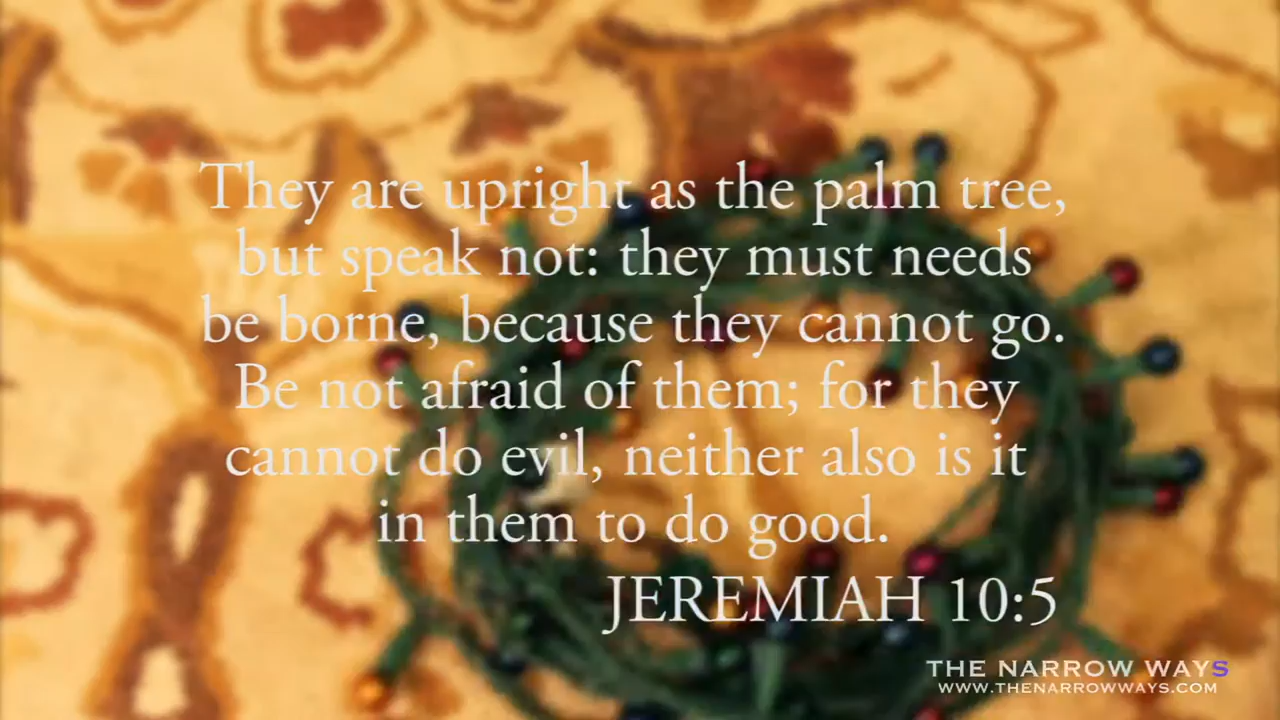 They are upright as the palm tree,
but speak not: they must needs
be borne, because they cannot go.
Be not afraid of them; for they
cannot do evil, neither also is it
in them to do good.
JEREMIAH 10:5
THE NARROW WAYS
WWW.THENARROWWAYS.COM